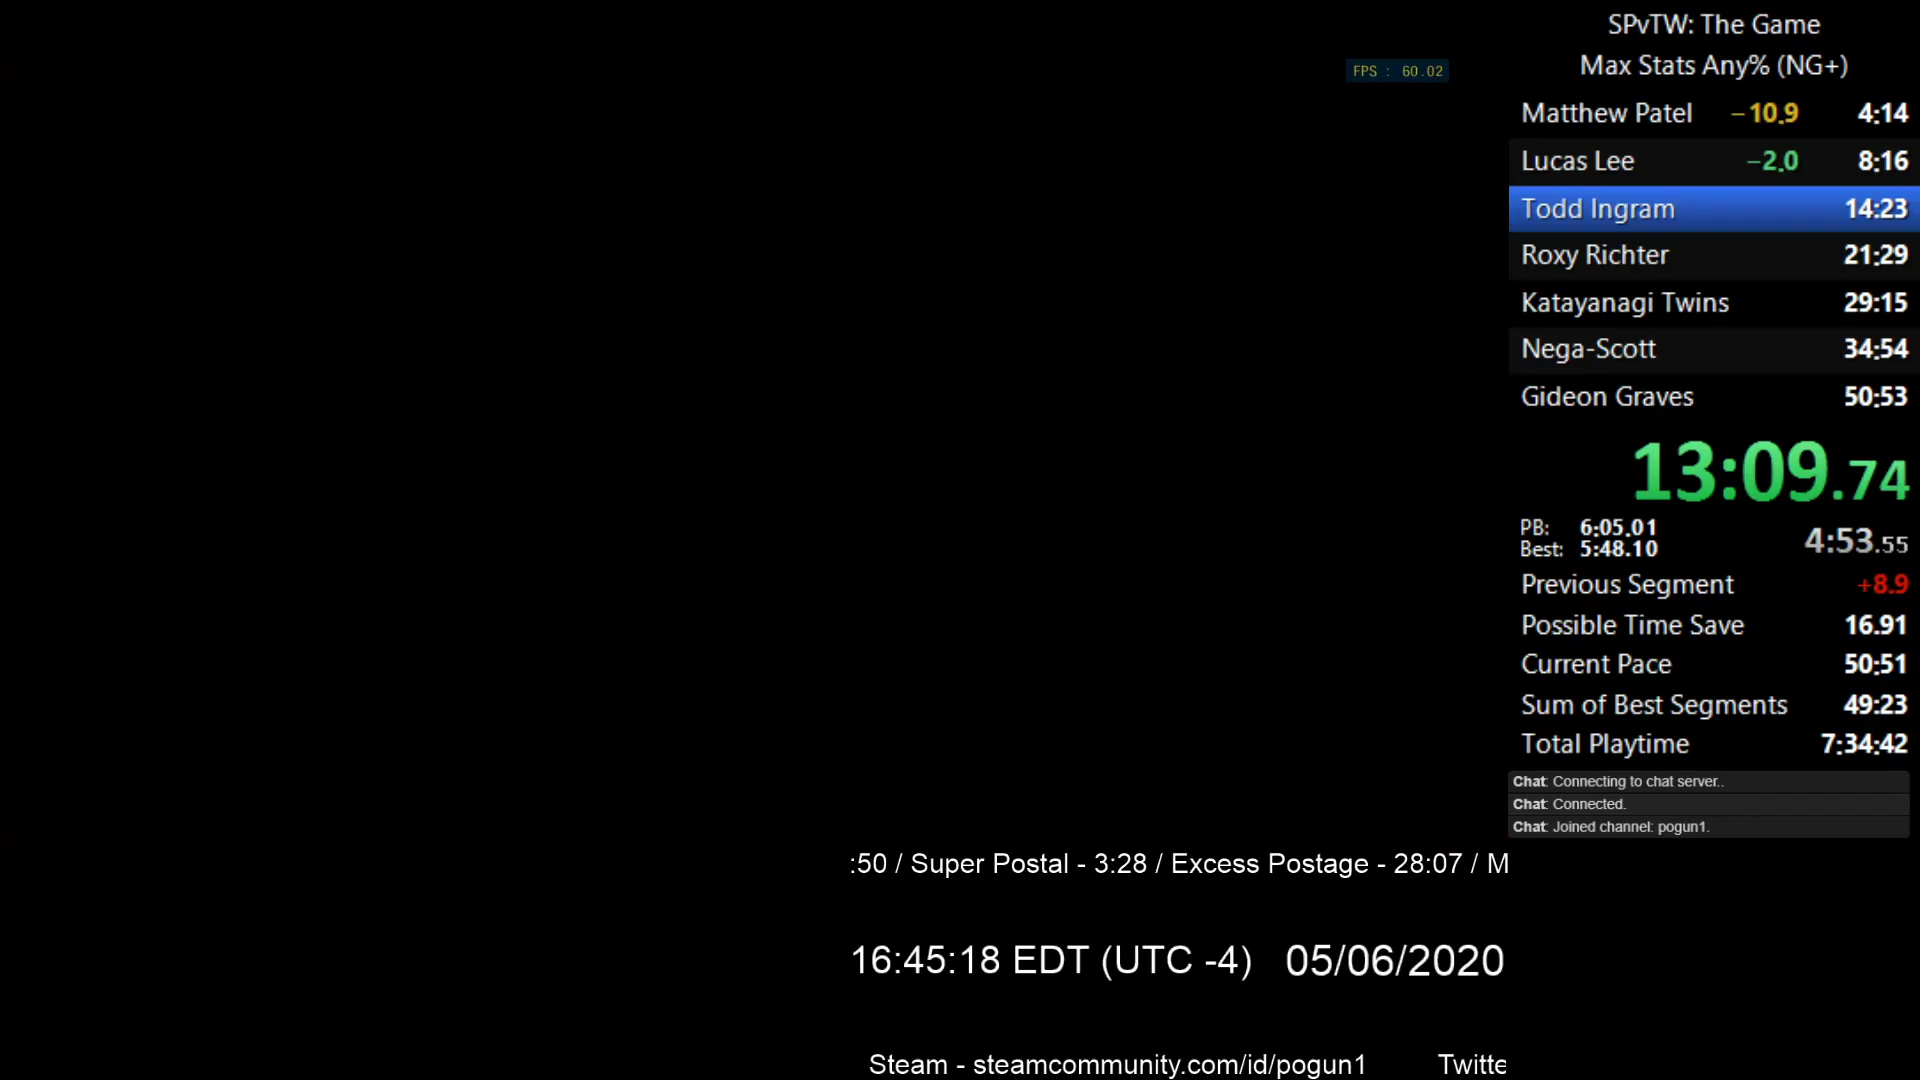 SPvTW: The Game
Max Stats Any% (NG+)
FPS : 60.02
Matthew Patel −10.9 4:14
Lucas Lee −2.0 8:16
Todd Ingram 14:23
Roxy Richter 21:29
Katayanagi Twins 29:15
Nega-Scott 34:54
Gideon Graves 50:53
13:09.74
PB: 6:05.01
Best: 5:48.10
4:53.55
Previous Segment +8.9
Possible Time Save 16.91
Current Pace 50:51
Sum of Best Segments 49:23
Total Playtime 7:34:42
Chat: Connecting to chat server..
Chat: Connected.
Chat: Joined channel: pogun1.
:50 / Super Postal - 3:28 / Excess Postage - 28:07 / M
16:45:18 EDT (UTC -4) 05/06/2020
Steam - steamcommunity.com/id/pogun1 Twitte